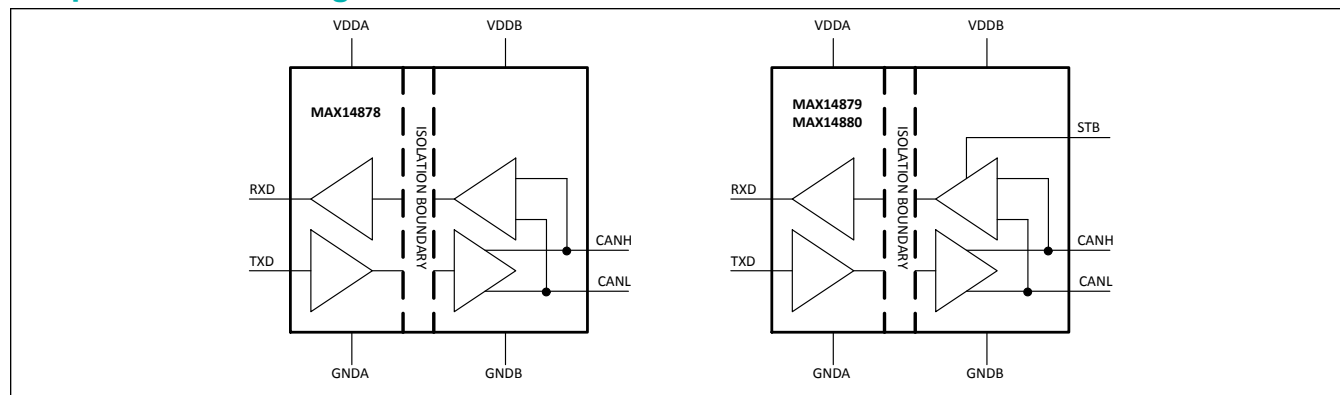 VDDA
VDDB
MAX14878
ISOLATION BOUNDARY
RXD
TXD
CANH
CANL
GNDA
GNDB
VDDA
VDDB
MAX14879
MAX14880
ISOLATION BOUNDARY
STB
RXD
TXD
CANH
CANL
GNDA
GNDB